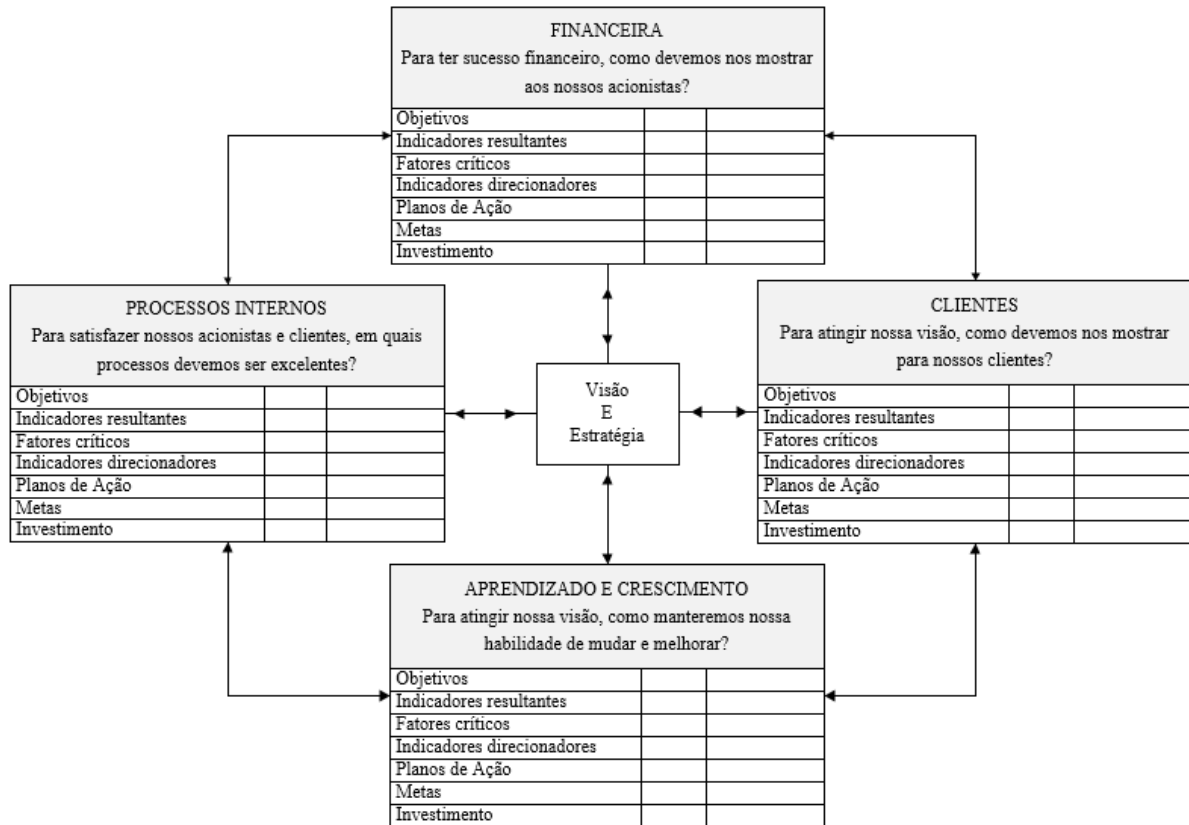 FINANCEIRA
Para ter sucesso financeiro, como devemos nos mostrar
aos nossos acionistas?
Objetivos
Indicadores resultantes
Fatores críticos
Indicadores direcionadores
Planos de Ação
Metas
Investimento
PROCESSOS INTERNOS
Para satisfazer nossos acionistas e clientes, em quais
processos devemos ser excelentes?
Objetivos
Indicadores resultantes
Fatores críticos
Indicadores direcionadores
Planos de Ação
Metas
Investimento
Visão
E
Estratégia
CLIENTES
Para atingir nossa visão, como devemos nos mostrar
para nossos clientes?
Objetivos
Indicadores resultantes
Fatores críticos
Indicadores direcionadores
Planos de Ação
Metas
Investimento
APRENDIZADO E CRESCIMENTO
Para atingir nossa visão, como manteremos nossa
habilidade de mudar e melhorar?
Objetivos
Indicadores resultantes
Fatores críticos
Indicadores direcionadores
Planos de Ação
Metas
Investimento